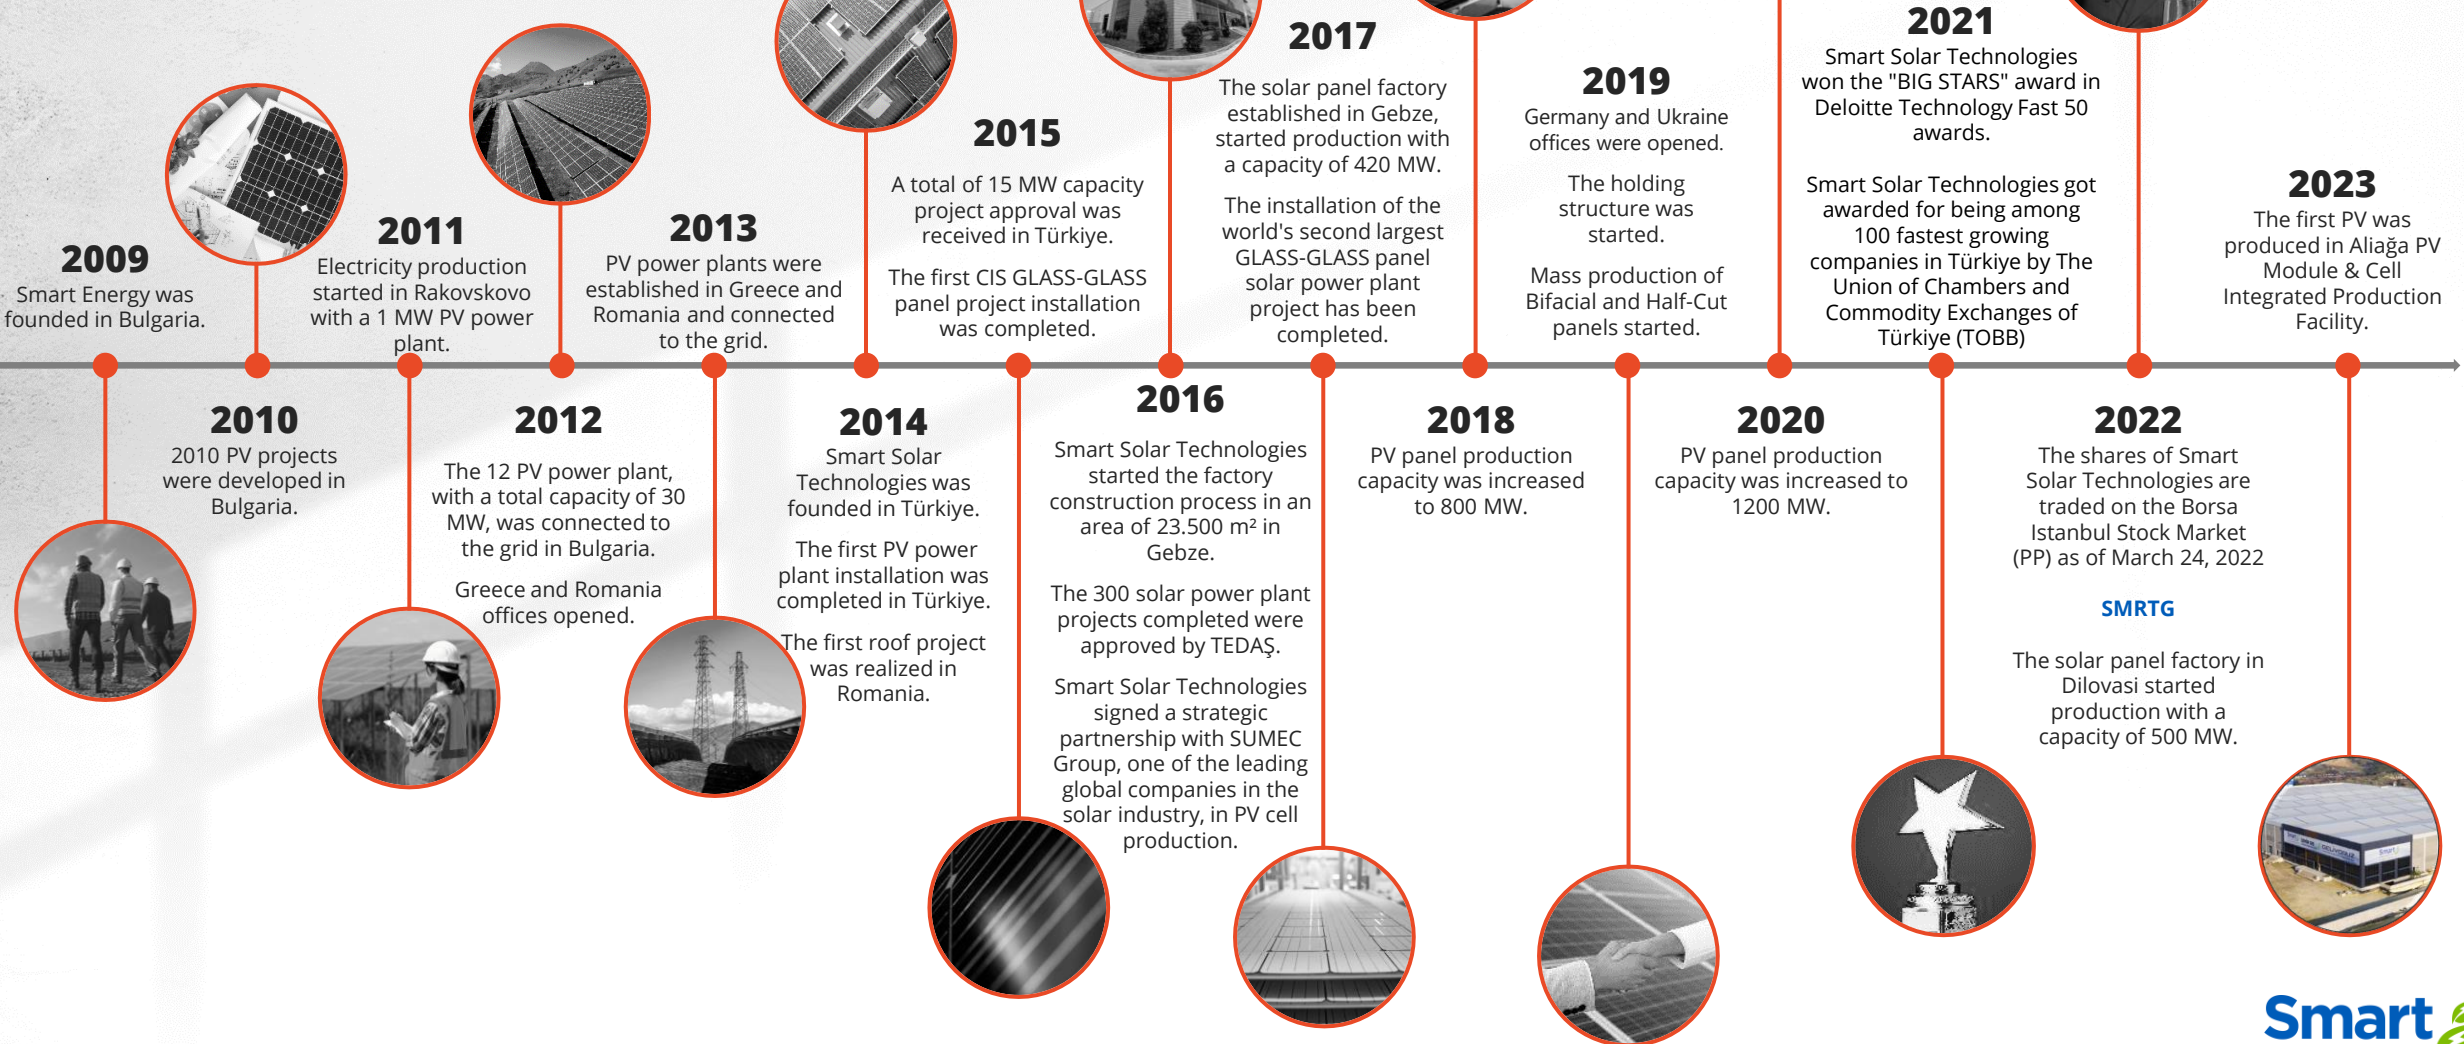 2009
Smart Energy was
founded in Bulgaria.
2010
2010 PV projects
were developed in
Bulgaria.
2011
Electricity production
started in Rakovskovo
with a 1 MW PV power
plant.
2012
The 12 PV power plant,
with a total capacity of 30
MW, was connected to
the grid in Bulgaria.
Greece and Romania
offices opened.
2013
PV power plants were
established in Greece and
Romania and connected
to the grid.
2014
Smart Solar
Technologies was
founded in Türkiye.
The first PV power
plant installation was
completed in Türkiye.
The first roof project
was realized in
Romania.
2015
A total of 15 MW capacity
project approval was
received in Türkiye.
The first CIS GLASS-GLASS
panel project installation
was completed.
2016
Smart Solar Technologies
started the factory
construction process in an
area of 23.500 m² in
Gebze.
The 300 solar power plant
projects completed were
approved by TEDAŞ.
Smart Solar Technologies
signed a strategic
partnership with SUMEC
Group, one of the leading
global companies in the
solar industry, in PV cell
production.
2017
The solar panel factory
established in Gebze,
started production with
a capacity of 420 MW.
The installation of the
world's second largest
GLASS-GLASS panel
solar power plant
project has been
completed.
2018
PV panel production
capacity was increased
to 800 MW.
2019
Germany and Ukraine
offices were opened.
The holding
structure was
started.
Mass production of
Bifacial and Half-Cut
panels started.
2020
PV panel production
capacity was increased to
1200 MW.
2021
Smart Solar Technologies
won the "BIG STARS" award in
Deloitte Technology Fast 50
awards.
Smart Solar Technologies got
awarded for being among
100 fastest growing
companies in Türkiye by The
Union of Chambers and
Commodity Exchanges of
Türkiye (TOBB)
2022
The shares of Smart
Solar Technologies are
traded on the Borsa
Istanbul Stock Market
(PP) as of March 24, 2022
SMRTG
The solar panel factory in
Dilovasi started
production with a
capacity of 500 MW.
2023
The first PV was
produced in Aliağa PV
Module & Cell
Integrated Production
Facility.
Smart
Smart